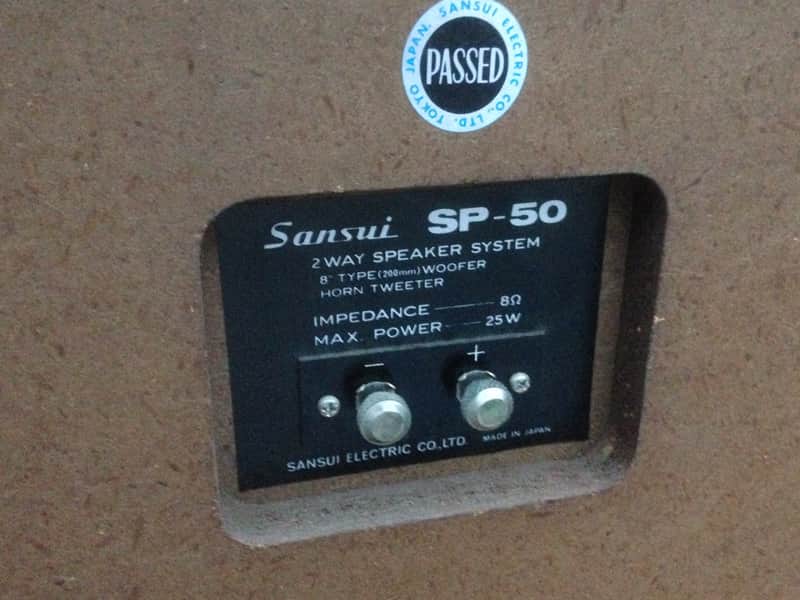 SANSUI ELECTRIC CO., LTD. TOKYO JAPAN.
PASSED
Sansui SP-50
2 WAY SPEAKER SYSTEM
8" TYPE (200mm) WOOFER
HORN TWEETER
IMPEDANCE 8Ω
MAX. POWER 25W
- +
SANSUI ELECTRIC CO., LTD. MADE IN JAPAN